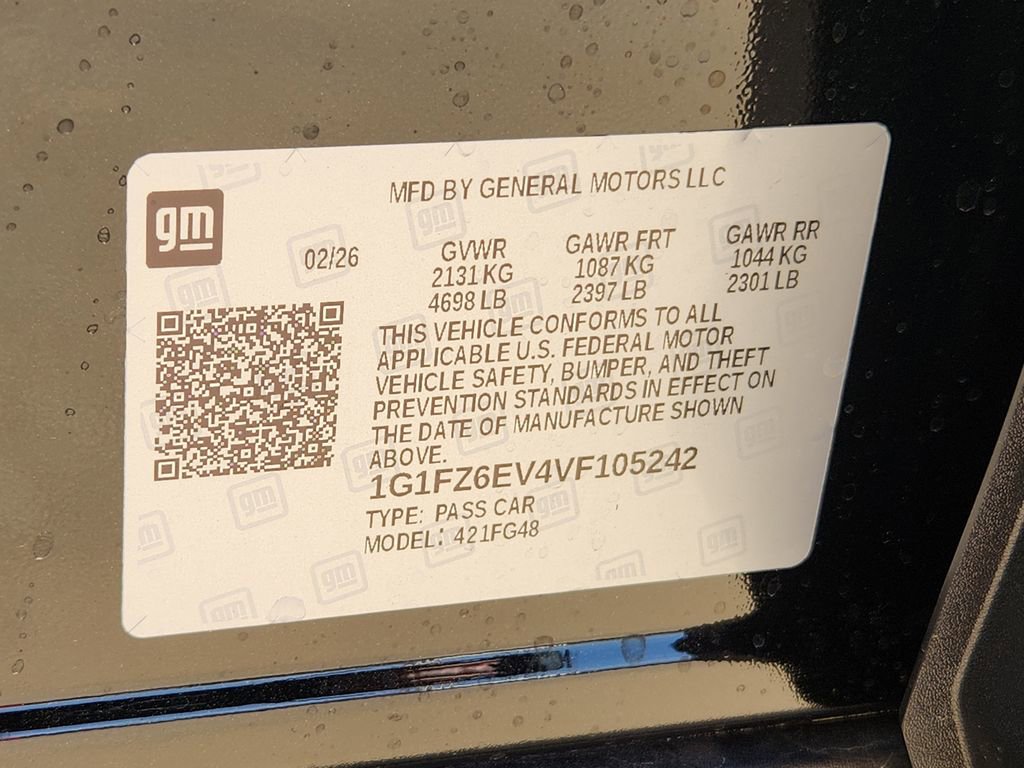 gm
MFD BY GENERAL MOTORS LLC
02/26
GVWR
2131 KG
4698 LB
GAWR FRT
1087 KG
2397 LB
GAWR RR
1044 KG
2301 LB
THIS VEHICLE CONFORMS TO ALL
APPLICABLE U.S. FEDERAL MOTOR
VEHICLE SAFETY, BUMPER, AND THEFT
PREVENTION STANDARDS IN EFFECT ON
THE DATE OF MANUFACTURE SHOWN
ABOVE.
1G1FZ6EV4VF105242
TYPE: PASS CAR
MODEL: 421FG48